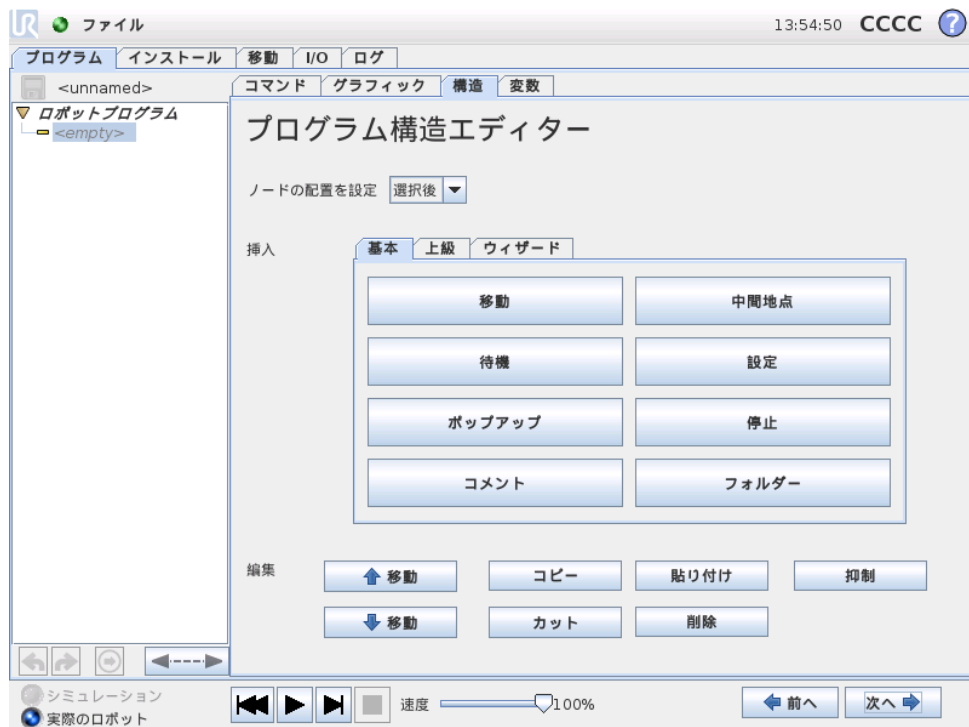 UR ファイル 13:54:50 CCCC ?
プログラム インストール 移動 I/O ログ
<unnamed>
コマンド グラフィック 構造 変数
ロボットプログラム
<empty>
プログラム構造エディター
ノードの配置を設定 選択後
挿入
基本 上級 ウィザード
移動 中間地点
待機 設定
ポップアップ 停止
コメント フォルダー
編集
移動 コピー 貼り付け 抑制
移動 カット 削除
シミュレーション
実際のロボット
速度 100%
前へ 次へ